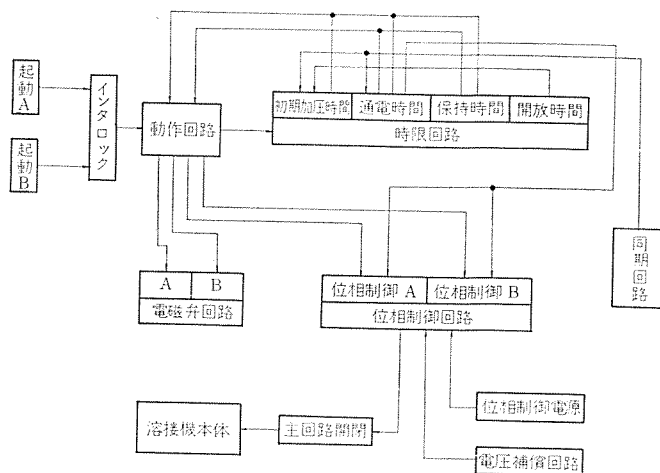 起動A
起動B
インタロック
動作回路
初期加圧時間
通電時間
保持時間
開放時間
時限回路
同期回路
A
B
電磁弁回路
位相制御 A
位相制御 B
位相制御回路
溶接機本体
主回路開閉
位相制御電源
電圧補償回路